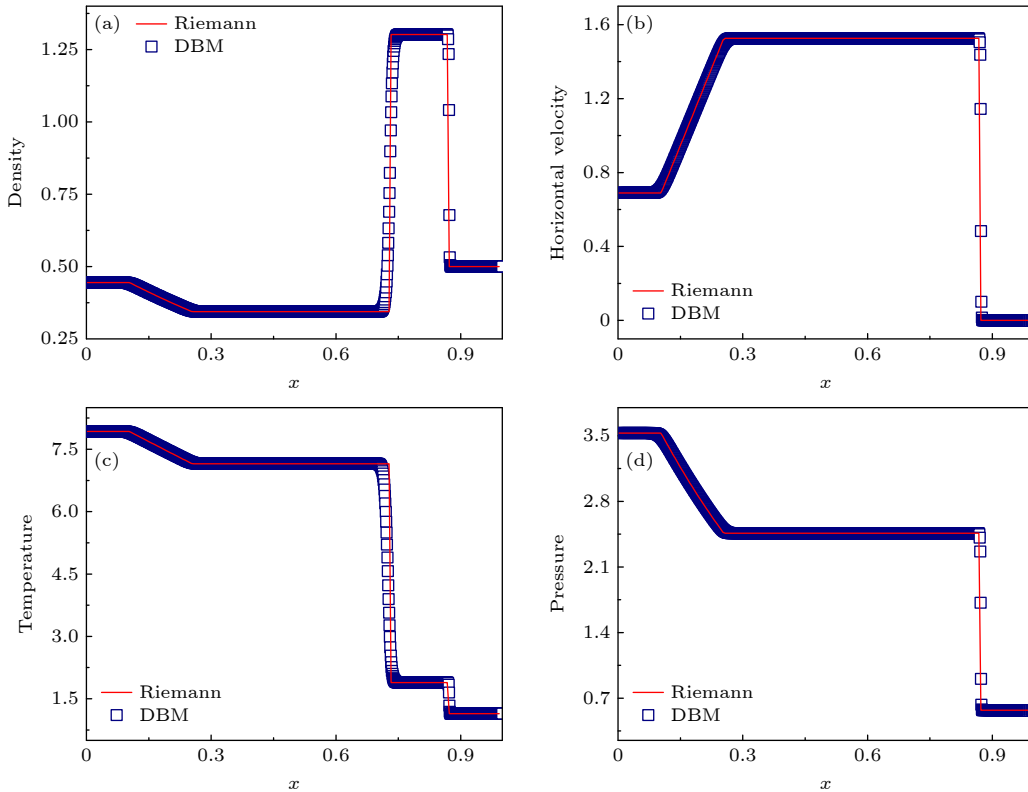 (a)
Riemann
DBM
1.25
1.00
0.75
0.50
0.25
Density
0
0.3
0.6
0.9
x
(b)
1.6
1.2
0.8
0.4
0
Horizontal velocity
Riemann
DBM
0
0.3
0.6
0.9
x
(c)
7.5
6.0
4.5
3.0
1.5
Temperature
Riemann
DBM
0
0.3
0.6
0.9
x
(d)
3.5
2.8
2.1
1.4
0.7
Pressure
Riemann
DBM
0
0.3
0.6
0.9
x